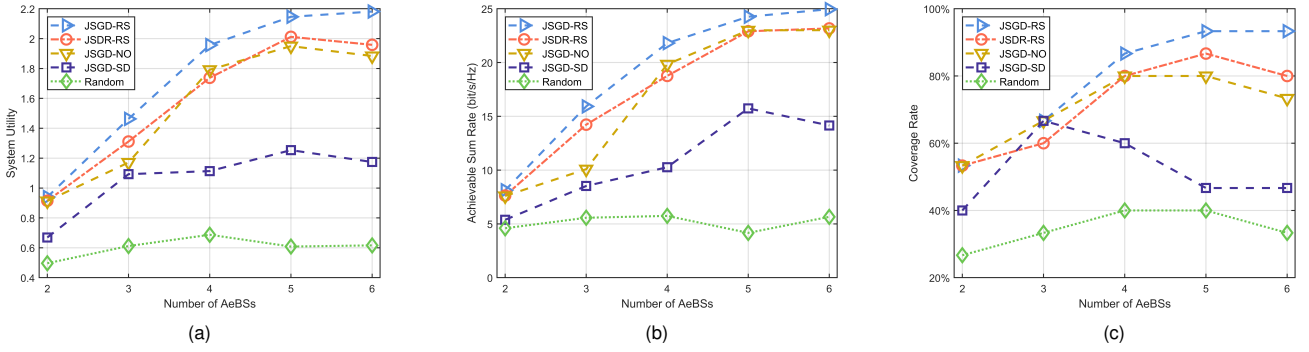 2.2
2
1.8
1.6
1.4
1.2
1
0.8
0.6
0.4
System Utility
JSGD-RS
JSDR-RS
JSGD-NO
JSGD-SD
Random
2 3 4 5 6
Number of AeBSs
(a)
25
20
15
10
5
0
Achievable Sum Rate (bit/s/Hz)
JSGD-RS
JSDR-RS
JSGD-NO
JSGD-SD
Random
2 3 4 5 6
Number of AeBSs
(b)
100%
80%
60%
40%
20%
Coverage Rate
JSGD-RS
JSDR-RS
JSGD-NO
JSGD-SD
Random
2 3 4 5 6
Number of AeBSs
(c)